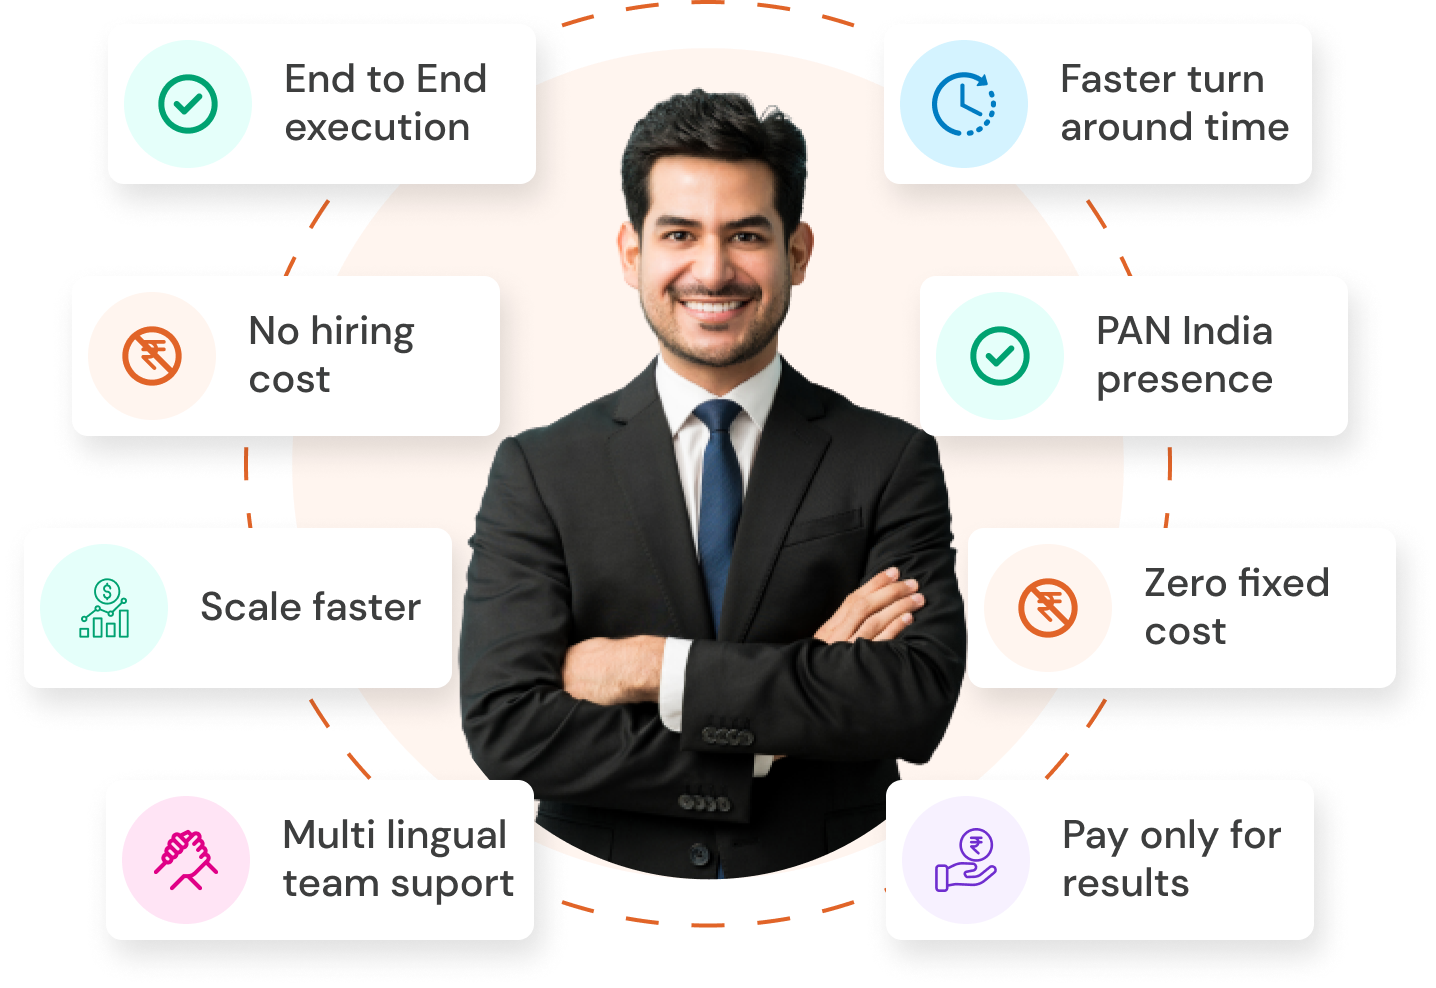 End to End
execution
Faster turn
around time
No hiring
cost
PAN India
presence
Scale faster
Zero fixed
cost
Multi lingual
team suport
Pay only for
results